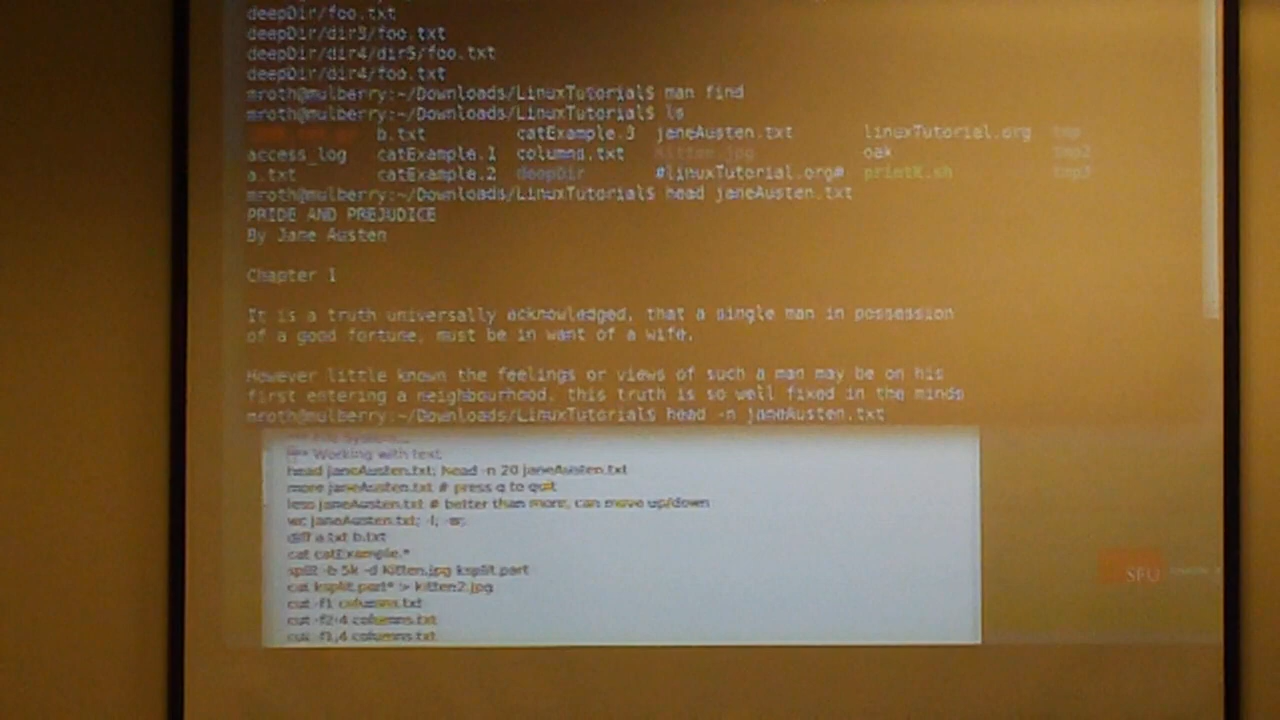 deepDir/foo.txt
deepDir/dir3/foo.txt
deepDir/dir4/dir5/foo.txt
deepDir/dir4/foo.txt
mroth@mulberry:~/Downloads/LinuxTutorial$ man find
mroth@mulberry:~/Downloads/LinuxTutorial$ ls
b.txt catExample.3 janeAusten.txt linuxTutorial.org tmp
access_log catExample.1 columns.txt kitten.jpg oak tmp2
a.txt catExample.2 deepDir #linuxTutorial.org# printK.sh tmp3
mroth@mulberry:~/Downloads/LinuxTutorial$ head janeAusten.txt
PRIDE AND PREJUDICE
By Jane Austen
Chapter 1
It is a truth universally acknowledged, that a single man in possession
of a good fortune, must be in want of a wife.
However little known the feelings or views of such a man may be on his
first entering a neighbourhood, this truth is so well fixed in the minds
mroth@mulberry:~/Downloads/LinuxTutorial$ head -n janeAusten.txt
*** Working with text
head janeAusten.txt; head -n 20 janeAusten.txt
more janeAusten.txt # press q to quit
less janeAusten.txt # better than more, can move up/down
wc janeAusten.txt; -l; -w;
diff a.txt b.txt
cat catExample.*
split -b 5k -d kitten.jpg ksplit.part
cat ksplit.part* > kitten2.jpg
cut -f1 columns.txt
cut -f2-4 columns.txt
cut -f1,4 columns.txt
SFU